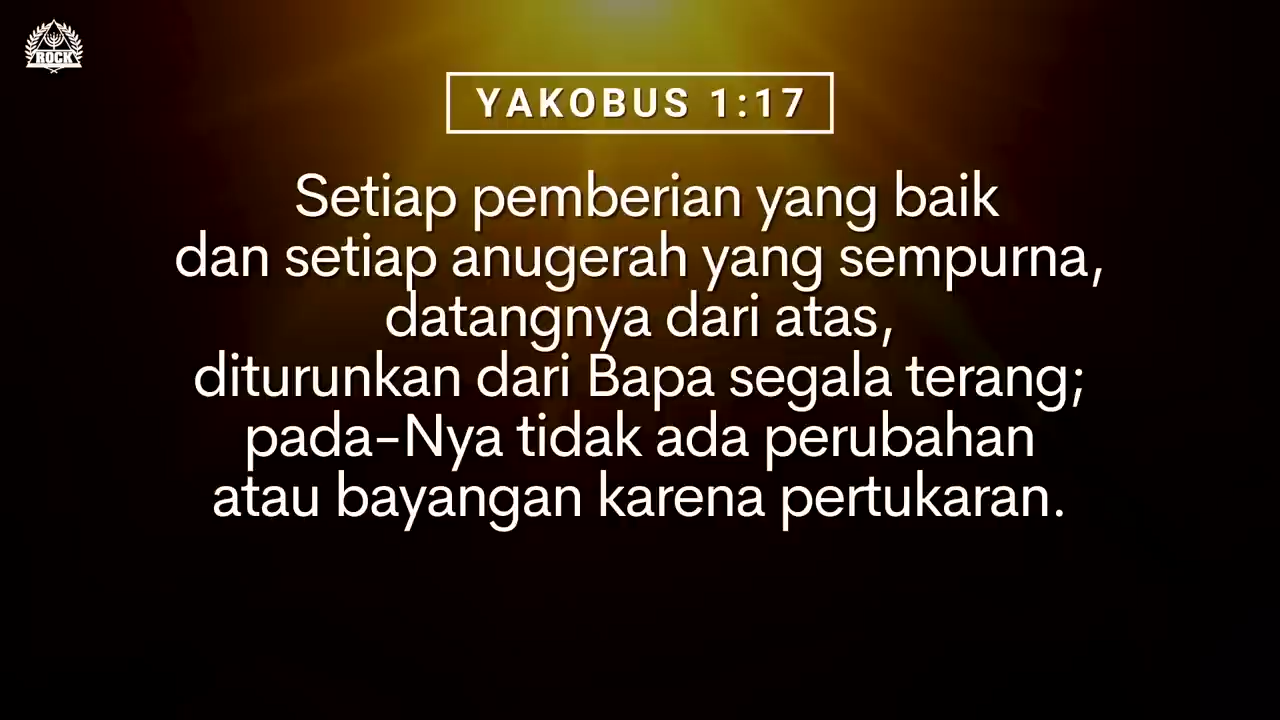 ROCK
YAKOBUS 1:17
Setiap pemberian yang baik
dan setiap anugerah yang sempurna,
datangnya dari atas,
diturunkan dari Bapa segala terang;
pada-Nya tidak ada perubahan
atau bayangan karena pertukaran.